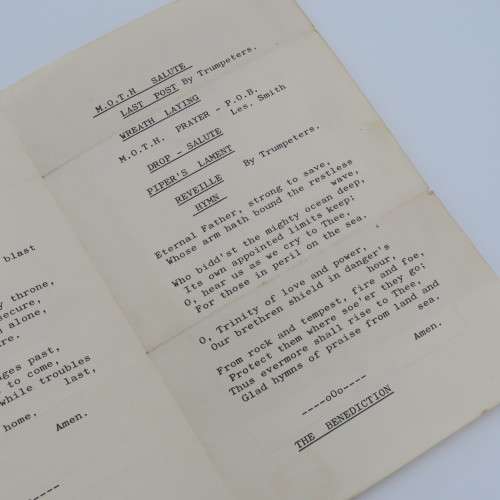 blast
y throne,
secure,
d alone,
re.
ages past,
to come,
while troubles
last,
home, Amen.
-----
M.O.T.H SALUTE
LAST POST By Trumpeters.
WREATH LAYING
M.O.T.H. PRAYER - P.O.B.
Les. Smith
DROP - SALUTE
PIPER'S LAMENT
REVEILLE By Trumpeters.
HYMN
Eternal Father, strong to save,
Whose arm hath bound the restless
wave,
Who bidd'st the mighty ocean deep,
Its own appointed limits keep;
O, hear us as we cry to Thee,
For those in peril on the sea.
O, Trinity of love and power,
Our brethren shield in danger's
hour,
From rock and tempest, fire and foe,
Protect them where soe'er they go;
Thus evermore shall rise to Thee,
Glad hymns of praise from land and
sea.
Amen.
----oOo----
THE BENEDICTION